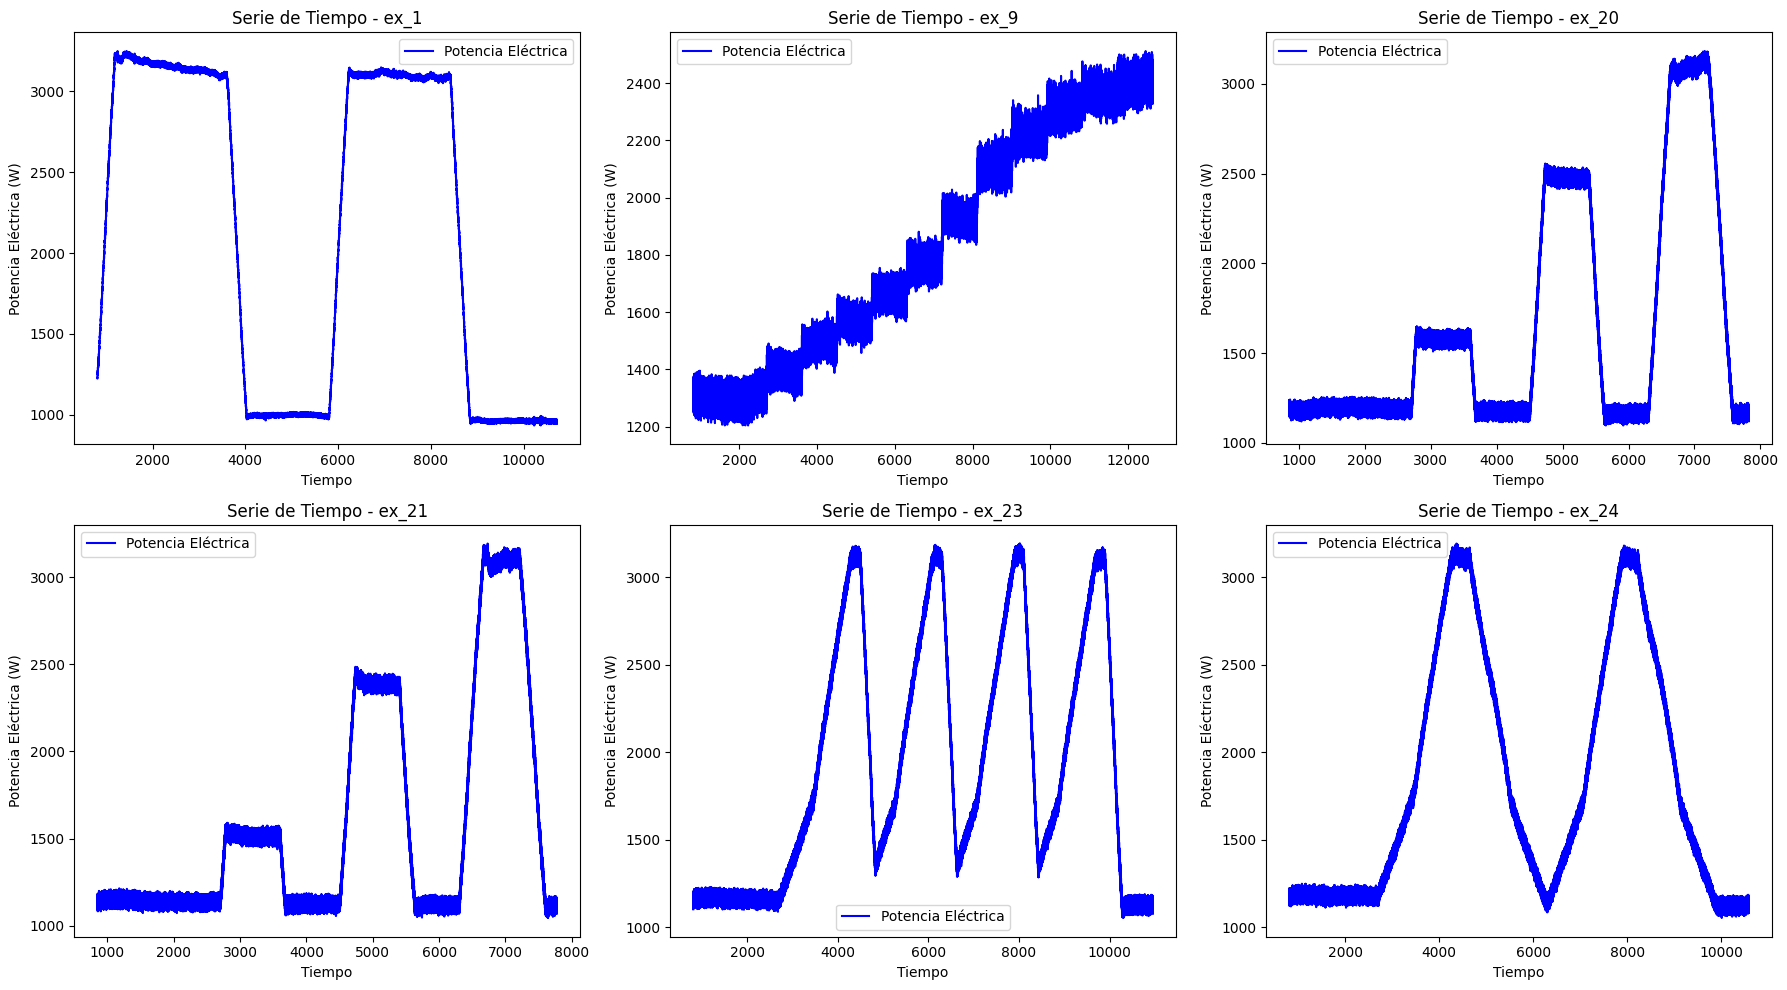 Serie de Tiempo - ex_1
Potencia Eléctrica
Potencia Eléctrica (W)
3000
2500
2000
1500
1000
2000 4000 6000 8000 10000
Tiempo
Serie de Tiempo - ex_9
Potencia Eléctrica
Potencia Eléctrica (W)
2400
2200
2000
1800
1600
1400
1200
2000 4000 6000 8000 10000 12000
Tiempo
Serie de Tiempo - ex_20
Potencia Eléctrica
Potencia Eléctrica (W)
3000
2500
2000
1500
1000
1000 2000 3000 4000 5000 6000 7000 8000
Tiempo
Serie de Tiempo - ex_21
Potencia Eléctrica
Potencia Eléctrica (W)
3000
2500
2000
1500
1000
1000 2000 3000 4000 5000 6000 7000 8000
Tiempo
Serie de Tiempo - ex_23
Potencia Eléctrica (W)
3000
2500
2000
1500
1000
Potencia Eléctrica
2000 4000 6000 8000 10000
Tiempo
Serie de Tiempo - ex_24
Potencia Eléctrica
Potencia Eléctrica (W)
3000
2500
2000
1500
1000
2000 4000 6000 8000 10000
Tiempo